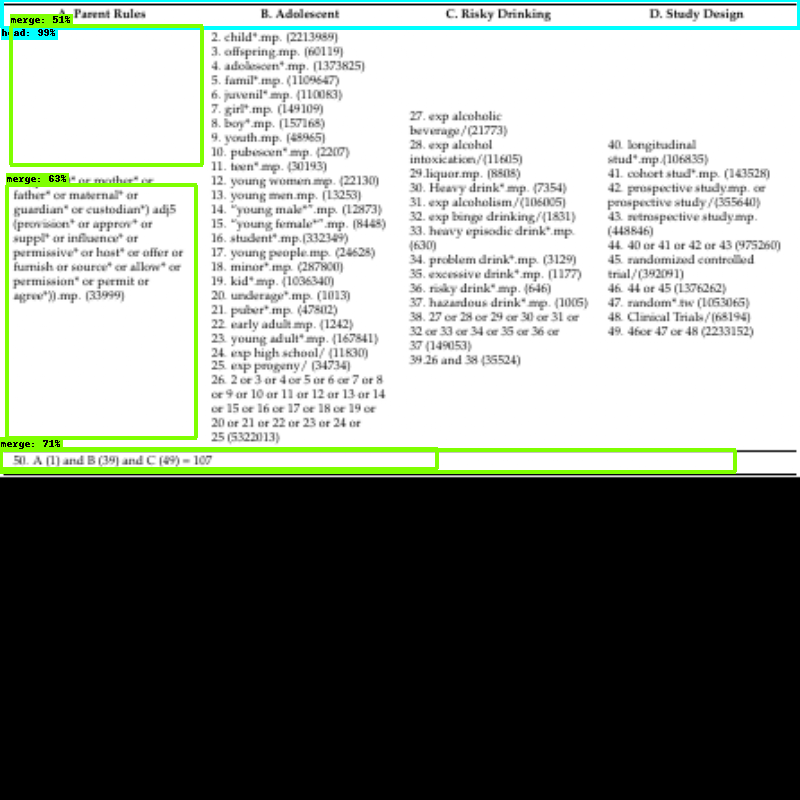 merge: 51%
head: 99%
A. Parent Rules
B. Adolescent
C. Risky Drinking
D. Study Design
merge: 63%
or mother* or
father* or maternal* or
guardian* or custodian*) adj5
(provision* or approv* or
suppl* or influence* or
permissive* or host* or offer or
furnish or source* or allow* or
permission* or permit or
agree*)).mp. (33999)
2. child*.mp. (2213989)
3. offspring.mp. (60119)
4. adolescen*.mp. (1373825)
5. famil*.mp. (1109647)
6. juvenil*.mp. (110083)
7. girl*.mp. (149109)
8. boy*.mp. (157168)
9. youth.mp. (48965)
10. pubescen*.mp. (2207)
11. teen*.mp. (30193)
12. young women.mp. (22130)
13. young men.mp. (13253)
14. "young male*".mp. (12873)
15. "young female*".mp. (8448)
16. student*.mp.(332349)
17. young people.mp. (24628)
18. minor*.mp. (287800)
19. kid*.mp. (1036340)
20. underage*.mp. (1013)
21. puber*.mp. (47802)
22. early adult.mp. (1242)
23. young adult*.mp. (167841)
24. exp high school/ (11830)
25. exp progeny/ (34734)
26. 2 or 3 or 4 or 5 or 6 or 7 or 8
or 9 or 10 or 11 or 12 or 13 or 14
or 15 or 16 or 17 or 18 or 19 or
20 or 21 or 22 or 23 or 24 or
25 (5322013)
27. exp alcoholic
beverage/(21773)
28. exp alcohol
intoxication/(11605)
29.liquor.mp. (8808)
30. Heavy drink*.mp. (7354)
31. exp alcoholism/(106005)
32. exp binge drinking/(1831)
33. heavy episodic drink*.mp.
(630)
34. problem drink*.mp. (3129)
35. excessive drink*.mp. (1177)
36. risky drink*.mp. (646)
37. hazardous drink*.mp. (1005)
38. 27 or 28 or 29 or 30 or 31 or
32 or 33 or 34 or 35 or 36 or
37 (149053)
39.26 and 38 (35524)
40. longitudinal
stud*.mp.(106835)
41. cohort stud*.mp. (143528)
42. prospective study.mp. or
prospective study/(355640)
43. retrospective study.mp.
(448846)
44. 40 or 41 or 42 or 43 (975260)
45. randomized controlled
trial/(392091)
46. 44 or 45 (1376262)
47. random*.tw (1053065)
48. Clinical Trials/(68194)
49. 46or 47 or 48 (2233152)
merge: 71%
50. A (1) and B (39) and C (49) = 107